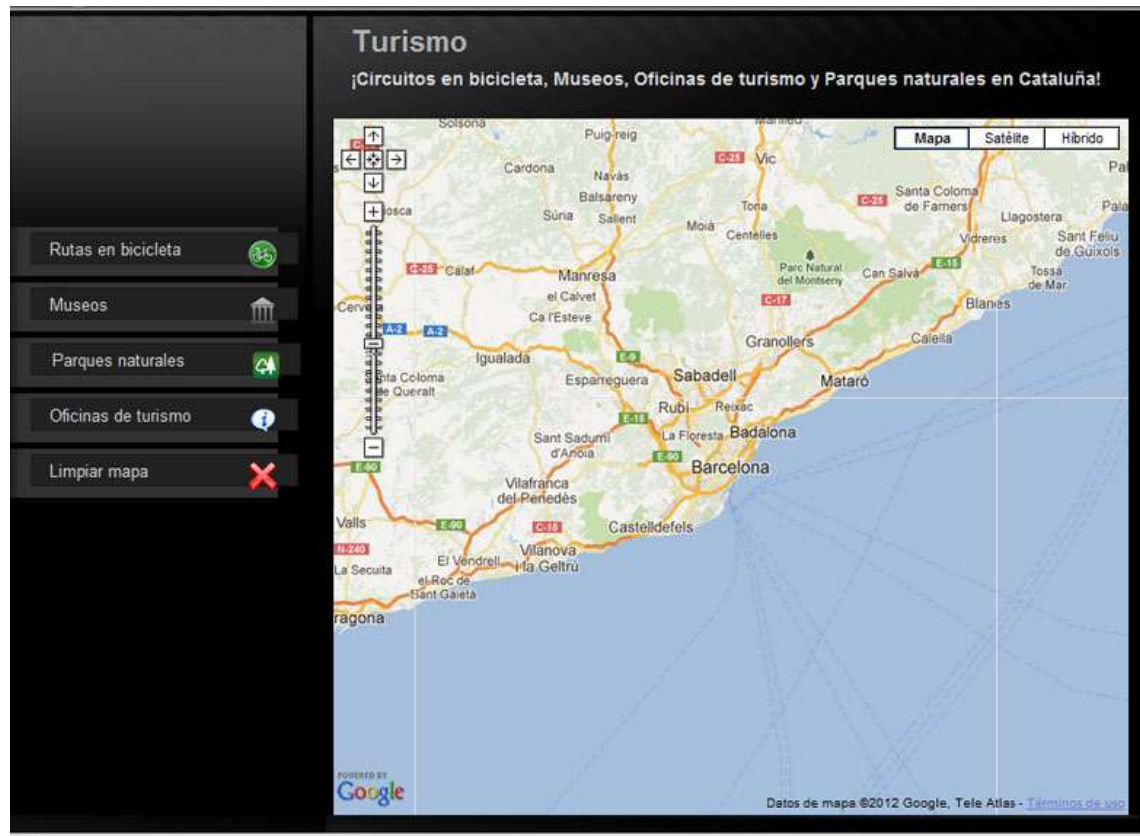 Turismo
¡Circuitos en bicicleta, Museos, Oficinas de turismo y Parques naturales en Cataluña!
Rutas en bicicleta
Museos
Parques naturales
Oficinas de turismo
Limpiar mapa
Mapa Satélite Híbrido
Solsona
Puig-reig
C-25 Vic
Cardona
Navàs
Balsareny
Súria Sallent
Tona
Moià
Centelles
C-25 Santa Coloma
de Farners
Llagostera
Vidreres
Sant Feliu
de Guíxols
C-25 Calaf
Manresa
Parc Natural
del Montseny
Can Salvà
E-15
Tossa
de Mar
el Calvet
C-17
Blanes
Ca l'Esteve
A-2 A-2
Granollers
Calella
Igualada
E-9
Esparreguera
Sabadell
Mataró
de Queralt
Rubí Reixac
E-15
Sant Sadurní
d'Anoia
La Floresta Badalona
E-90
E-90
Barcelona
Vilafranca
del Penedès
Valls
E-90
C-15
Castelldefels
N-240
La Secuita
El Vendrell
Vilanova
i la Geltrú
el Roc de
Sant Gaietà
ragona
POWERED BY
Google
Datos de mapa ©2012 Google, Tele Atlas - Términos de uso